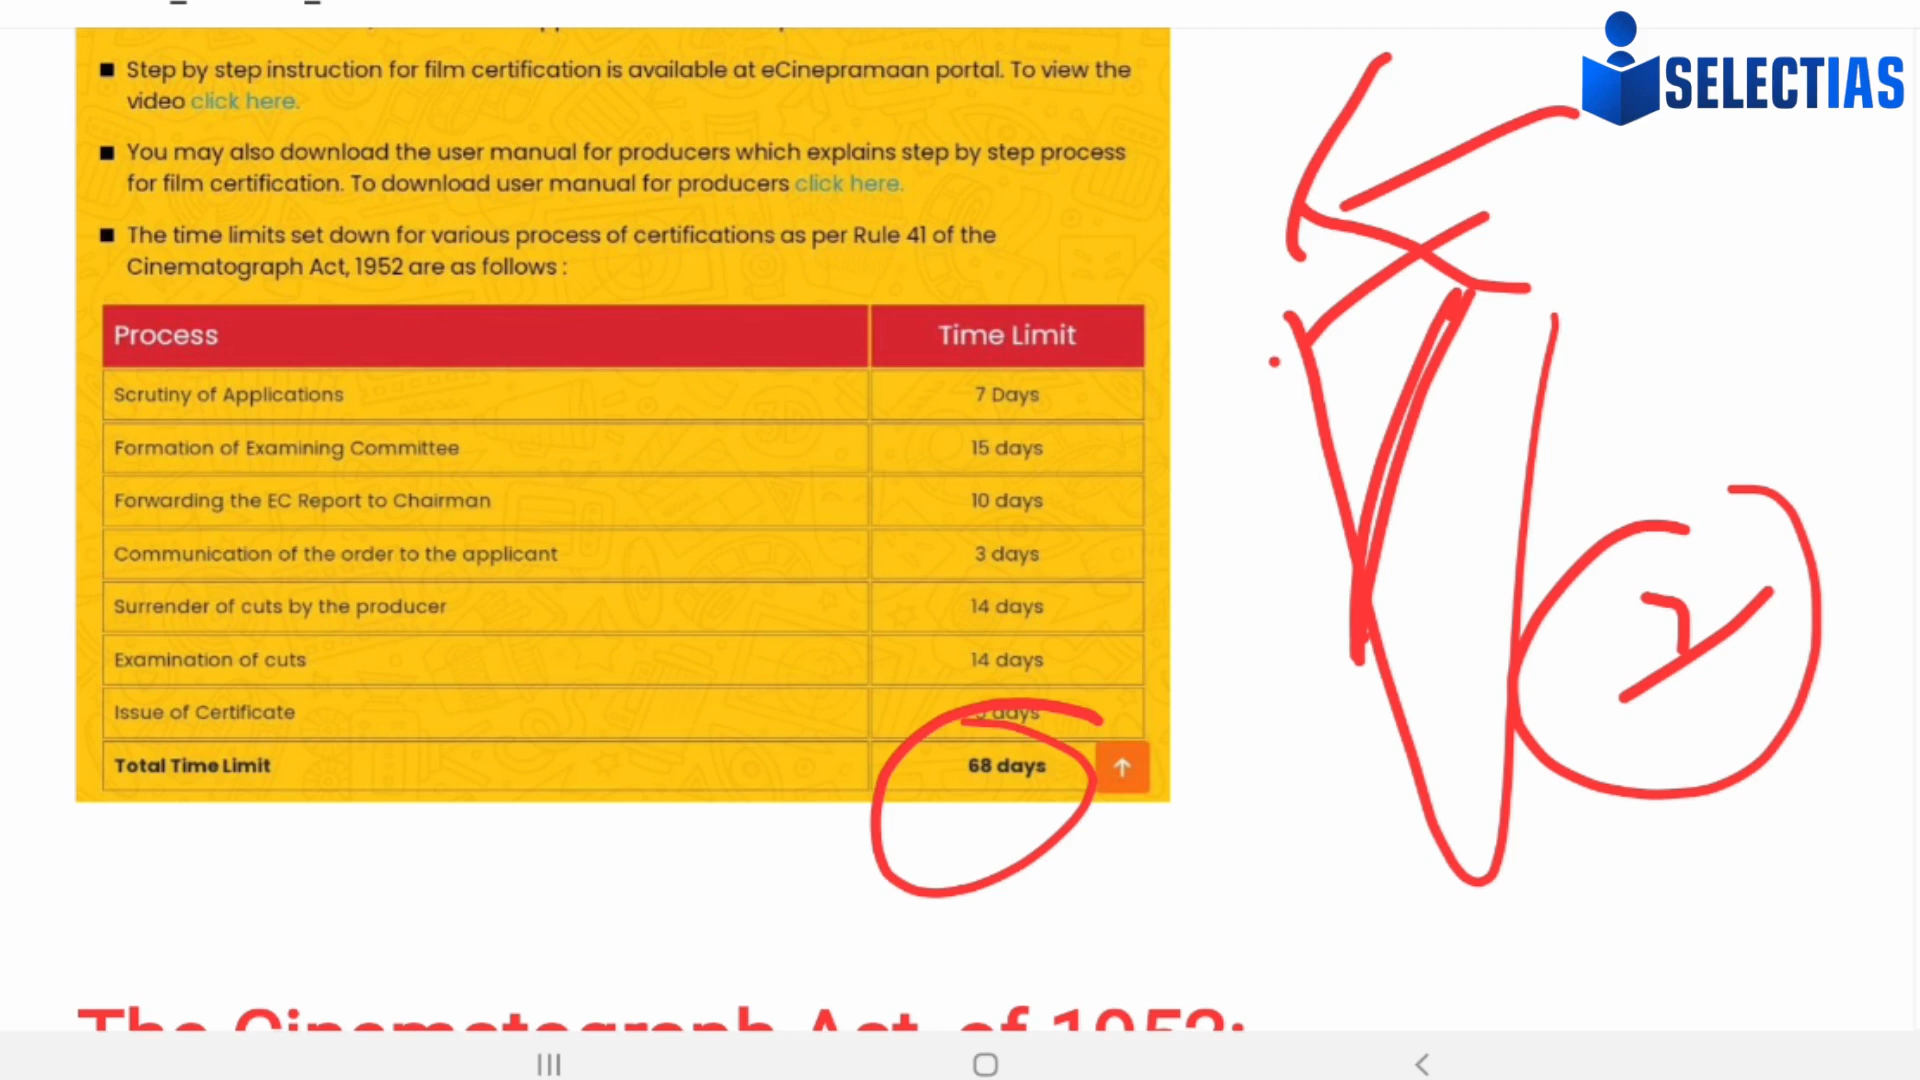 SELECTIAS
■ Step by step instruction for film certification is available at eCinepramaan portal. To view the
video click here.
■ You may also download the user manual for producers which explains step by step process
for film certification. To download user manual for producers click here.
■ The time limits set down for various process of certifications as per Rule 41 of the
Cinematograph Act, 1952 are as follows :
Process Time Limit
Scrutiny of Applications 7 Days
Formation of Examining Committee 15 days
Forwarding the EC Report to Chairman 10 days
Communication of the order to the applicant 3 days
Surrender of cuts by the producer 14 days
Examination of cuts 14 days
Issue of Certificate days
Total Time Limit 68 days
The Cinematograph Act, of 1952: